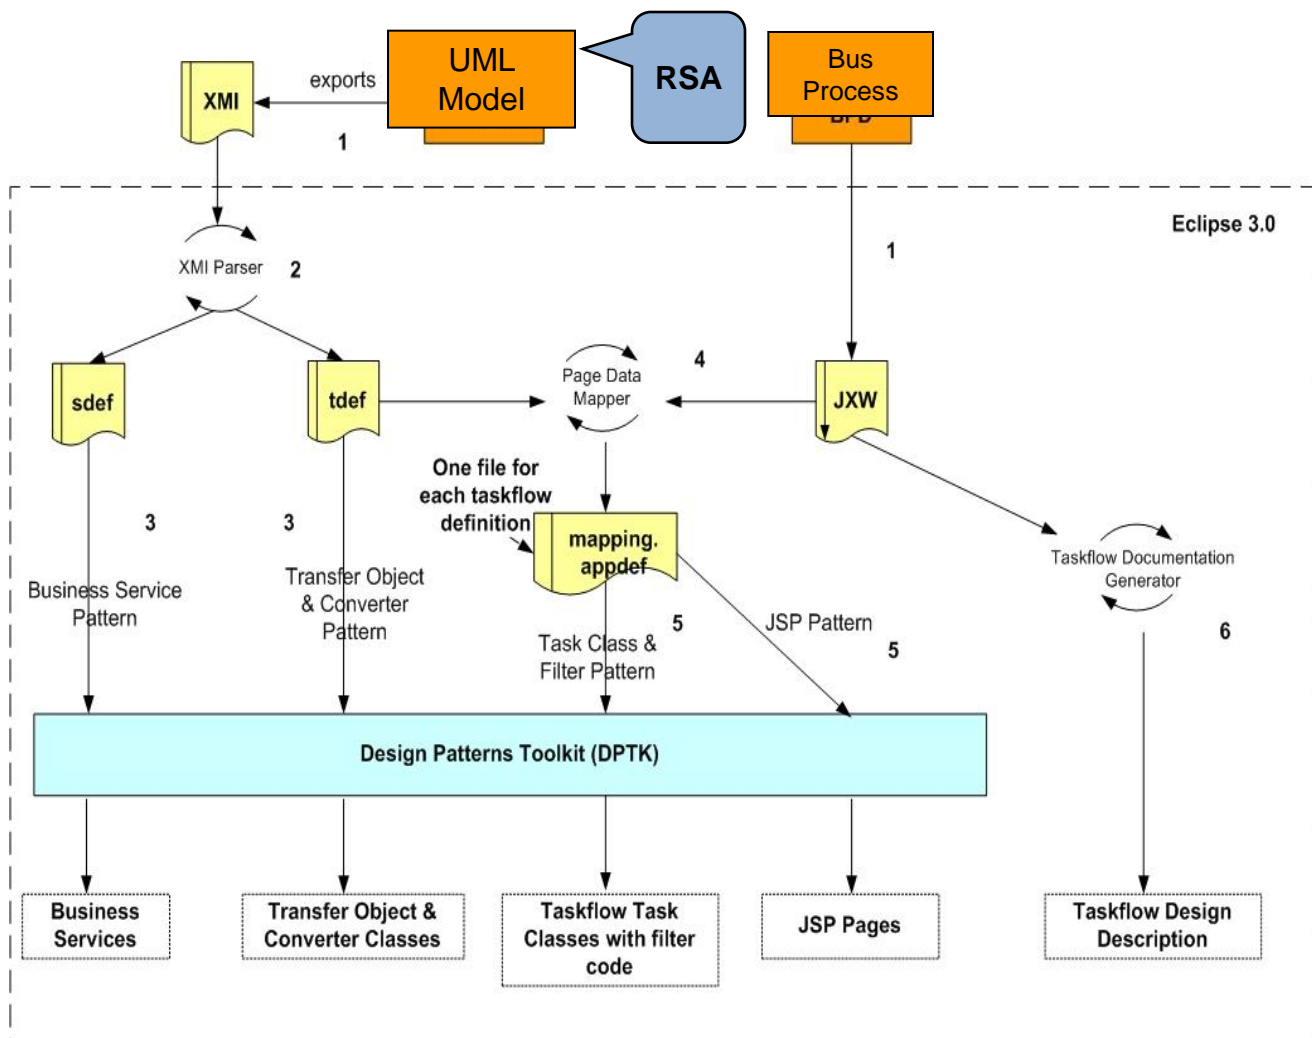 UML
Model
RSA
Bus
Process
exports
XMI
1
Eclipse 3.0
1
XMI Parser
2
sdef
tdef
Page Data
Mapper
4
JXW
One file for
each taskflow
definition
mapping.
appdef
3
3
Business Service
Pattern
Transfer Object
& Converter
Pattern
Task Class &
Filter Pattern
5
JSP Pattern
5
Taskflow Documentation
Generator
6
Design Patterns Toolkit (DPTK)
Business
Services
Transfer Object &
Converter Classes
Taskflow Task
Classes with filter
code
JSP Pages
Taskflow Design
Description